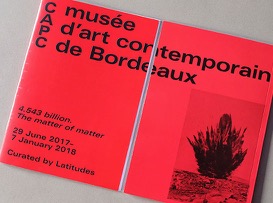 CAPC
musée
d'art contemporain
de Bordeaux
4.543 billion.
The matter of matter
29 June 2017-
7 January 2018
Curated by Latitudes